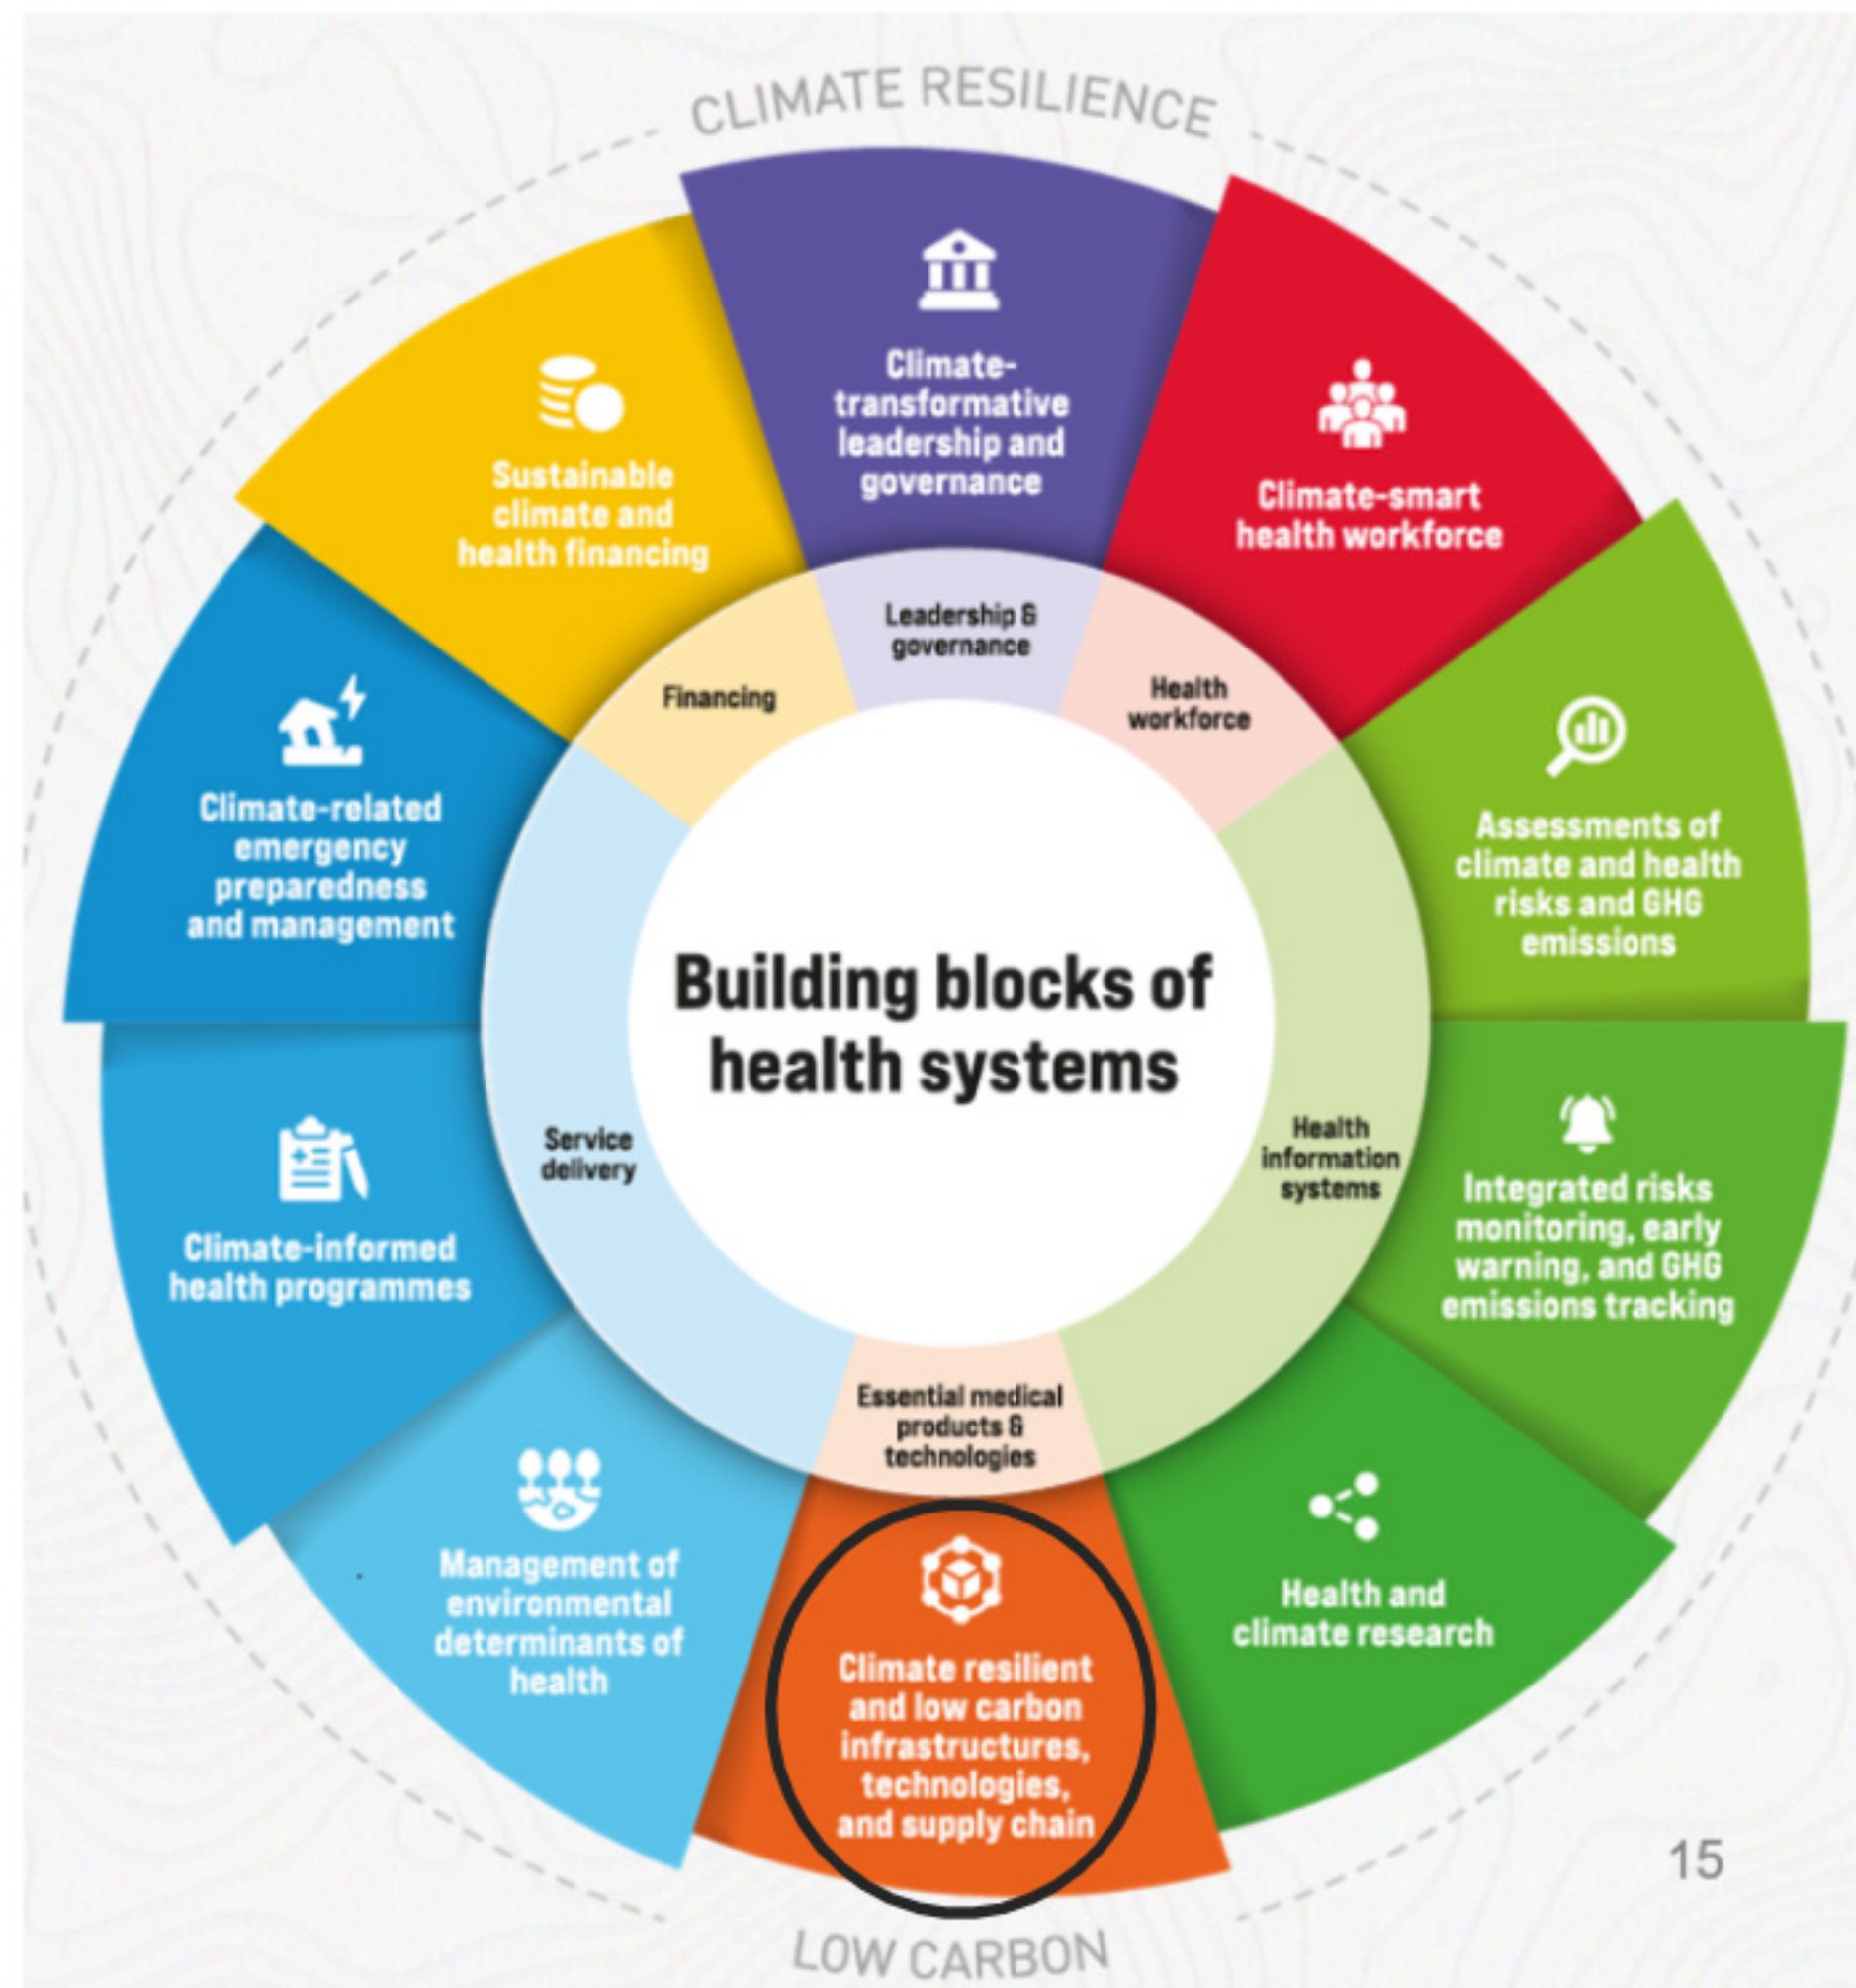 CLIMATE RESILIENCE
Climate-
transformative
leadership and
governance
Climate-smart
health workforce
Assessments of
climate and health
risks and GHG
emissions
Integrated risks
monitoring, early
warning, and GHG
emissions tracking
Health and
climate research
Climate resilient
and low carbon
infrastructures,
technologies,
and supply chain
Management of
environmental
determinants of
health
Climate-informed
health programmes
Climate-related
emergency
preparedness
and management
Sustainable
climate and
health financing
Leadership &
governance
Health
workforce
Health
information
systems
Essential medical
products &
technologies
Service
delivery
Financing
Building blocks of
health systems
LOW CARBON
15